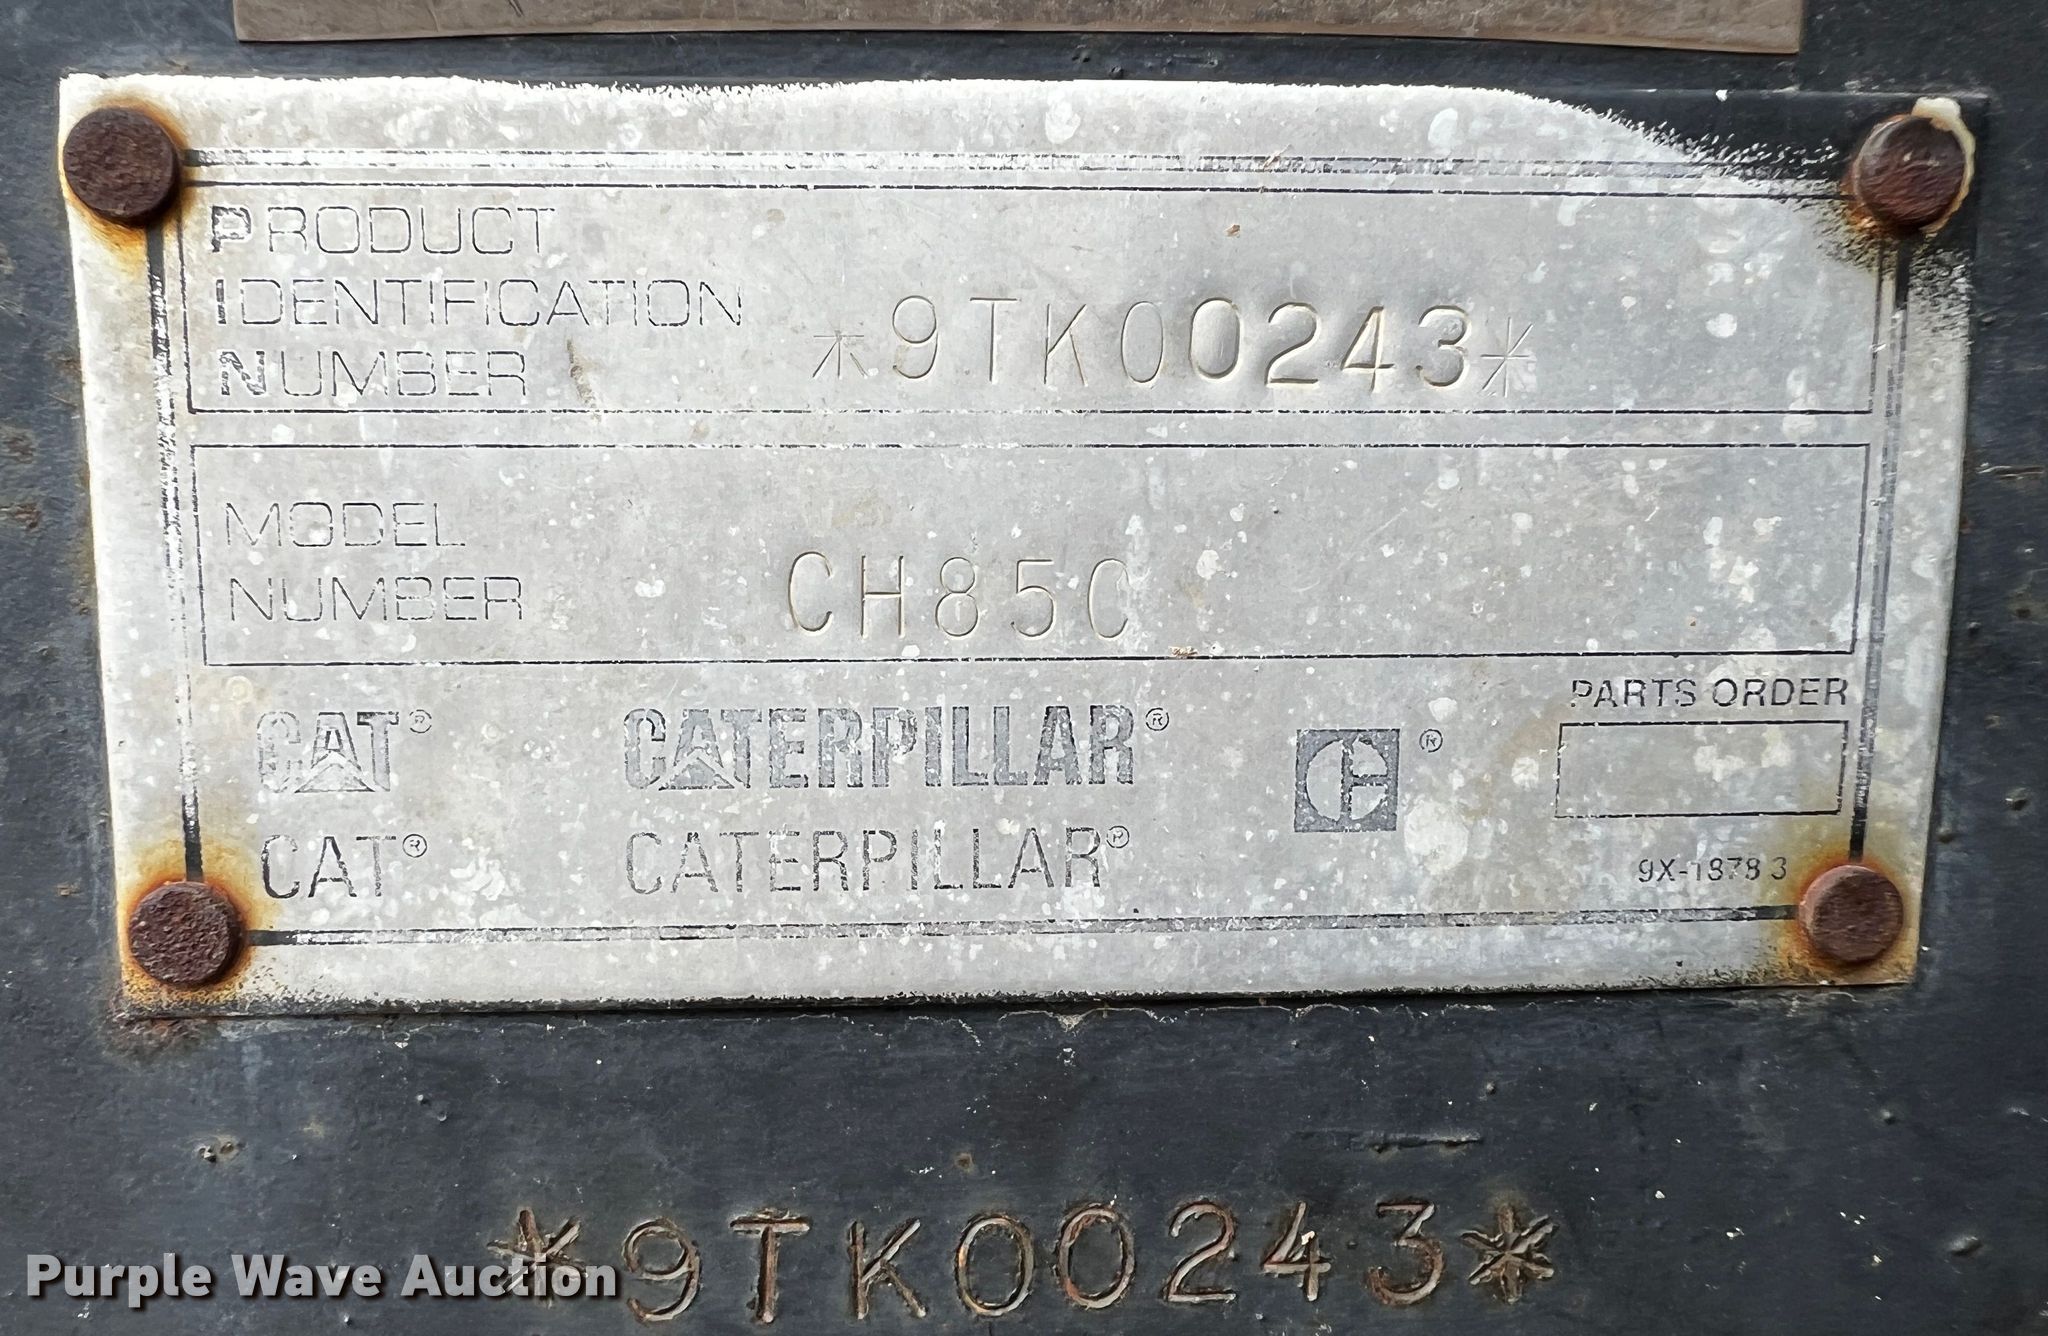 PRODUCT
IDENTIFICATION
NUMBER
*9TK00243*
MODEL
NUMBER
CH85C
CAT® CATERPILLAR® ®
PARTS ORDER
CAT® CATERPILLAR®
9X-1878 3
*9TK00243*
Purple Wave Auction